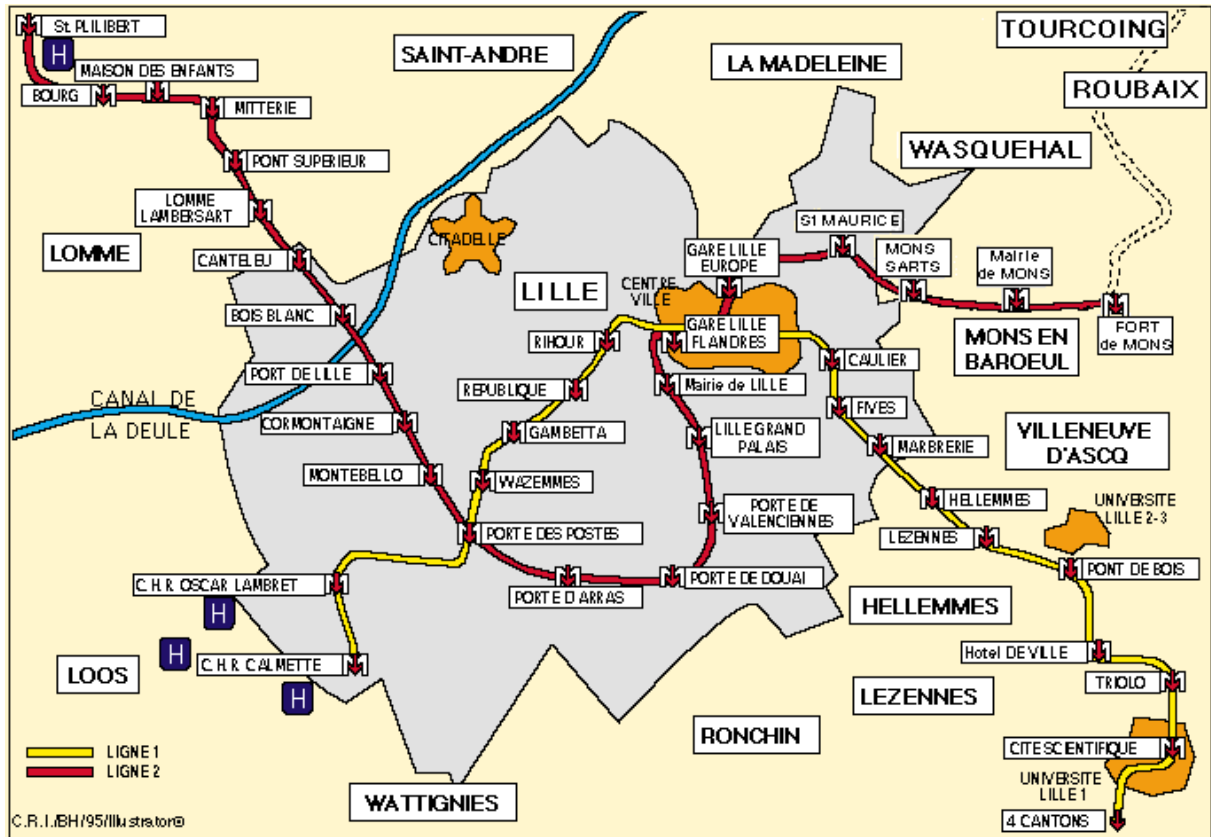 St. PLILIBERT
H
MAISON DES ENFANTS
BOURG
MITTERIE
PONT SUPERIEUR
LOMME
LAMBERSART
LOMME
CANTELEU
BOIS BLANC
PORT DE LILLE
CANAL DE
LA DEULE
CORMONTAIGNE
MONTEBELLO
SAINT-ANDRE
CITADELLE
LA MADELEINE
TOURCOING
ROUBAIX
WASQUEHAL
St MAURICE
GARE LILLE
EUROPE
MONS
SARTS
Mairie
de MONS
FORT
de MONS
MONS EN
BAROEUL
LILLE
CENTRE
VILLE
GARE LILLE
FLANDRES
RIHOUR
CAULIER
REPUBLIQUE
Mairie de LILLE
FIVES
GAMBETTA
LILLE GRAND
PALAIS
MARBRERIE
VILLENEUVE
D'ASCQ
WAZEMMES
HELLEMMES
UNIVERSITE
LILLE 2-3
PORTE DE
VALENCIENNES
PORTE DES POSTES
LEZENNES
PONT DE BOIS
C.H.R. OSCAR LAMBRET
PORTE D'ARRAS
PORTE DE DOUAI
HELLEMMES
H
H
C.H.R. CALMETTE
H
LOOS
Hotel DE VILLE
TRIOLO
LEZENNES
RONCHIN
CITE SCIENTIFIQUE
UNIVERSITE
LILLE 1
4 CANTONS
WATTIGNIES
LIGNE 1
LIGNE 2
C.R.I./BH/95/Illustrator©